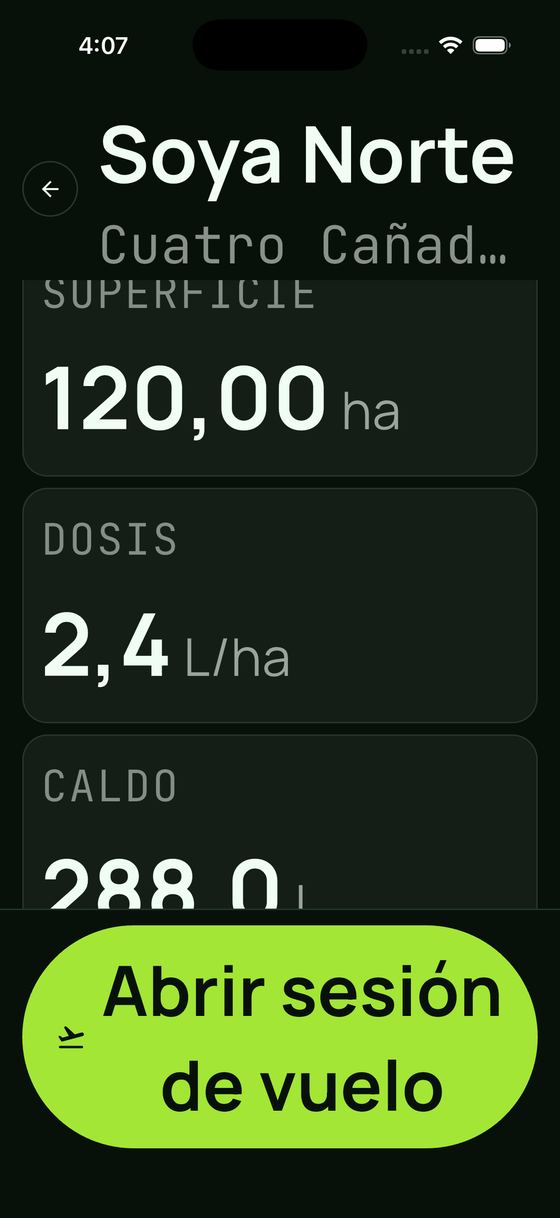 4:07
Soya Norte
Cuatro Cañad…
SUPERFICIE
120,00 ha
DOSIS
2,4 L/ha
CALDO
288,0 L
Abrir sesión
de vuelo